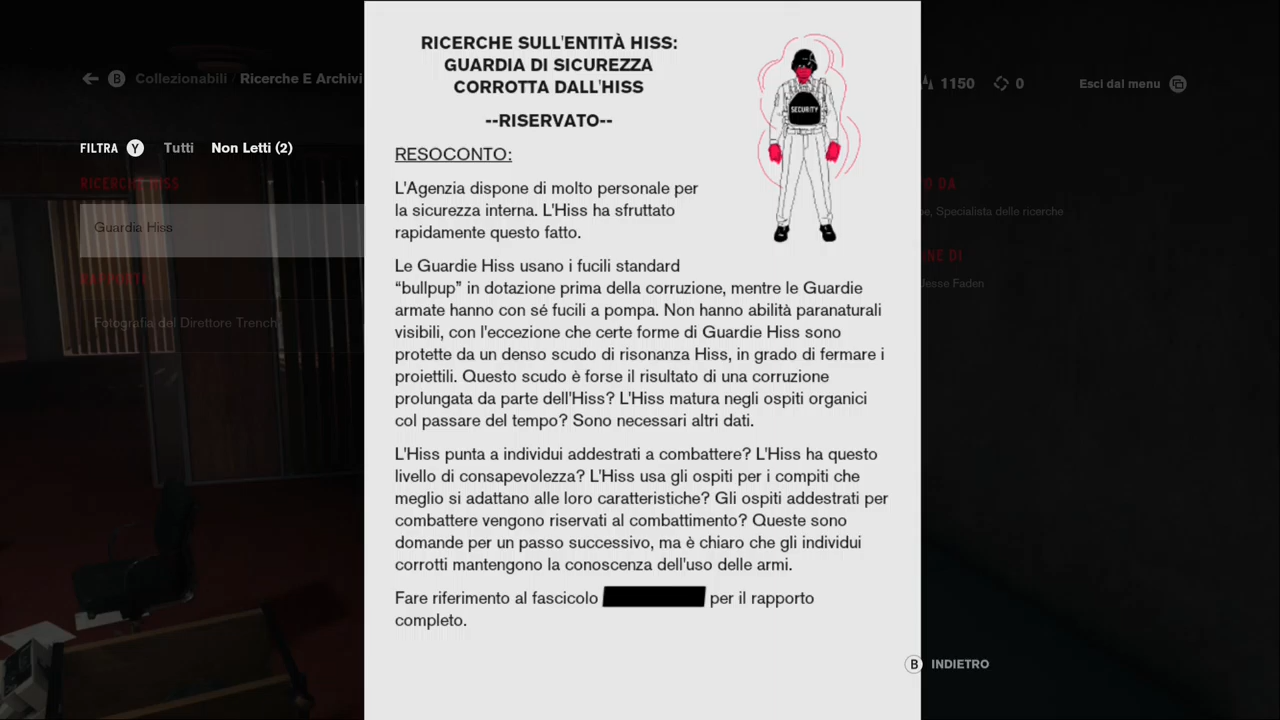 Collezionabili / Ricerche E Archivi
1150
0
Esci dal menu
FILTRA Y Tutti Non Letti (2)
RICERCHE HISS
Guardia Hiss
Fotografia del Direttore Trench
RICERCHE SULL'ENTITÀ HISS:
GUARDIA DI SICUREZZA
CORROTTA DALL'HISS
--RISERVATO--
SECURITY
RESOCONTO:
L'Agenzia dispone di molto personale per
la sicurezza interna. L'Hiss ha sfruttato
rapidamente questo fatto.
Le Guardie Hiss usano i fucili standard
“bullpup” in dotazione prima della corruzione, mentre le Guardie
armate hanno con sé fucili a pompa. Non hanno abilità paranaturali
visibili, con l'eccezione che certe forme di Guardie Hiss sono
protette da un denso scudo di risonanza Hiss, in grado di fermare i
proiettili. Questo scudo è forse il risultato di una corruzione
prolungata da parte dell'Hiss? L'Hiss matura negli ospiti organici
col passare del tempo? Sono necessari altri dati.
L'Hiss punta a individui addestrati a combattere? L'Hiss ha questo
livello di consapevolezza? L'Hiss usa gli ospiti per i compiti che
meglio si adattano alle loro caratteristiche? Gli ospiti addestrati per
combattere vengono riservati al combattimento? Queste sono
domande per un passo successivo, ma è chiaro che gli individui
corrotti mantengono la conoscenza dell'uso delle armi.
Fare riferimento al fascicolo per il rapporto
completo.
DA
, Specialista delle ricerche
DI
Jesse Faden
B INDIETRO